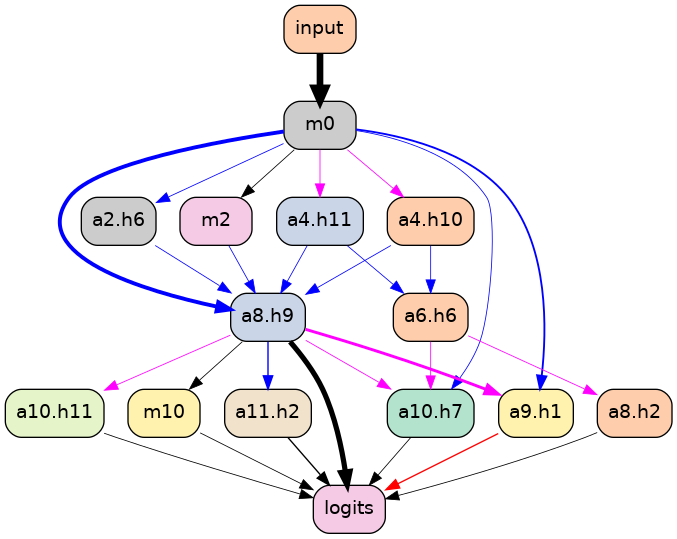 input
m0
a2.h6
m2
a4.h11
a4.h10
a8.h9
a6.h6
a10.h11
m10
a11.h2
a10.h7
a9.h1
a8.h2
logits